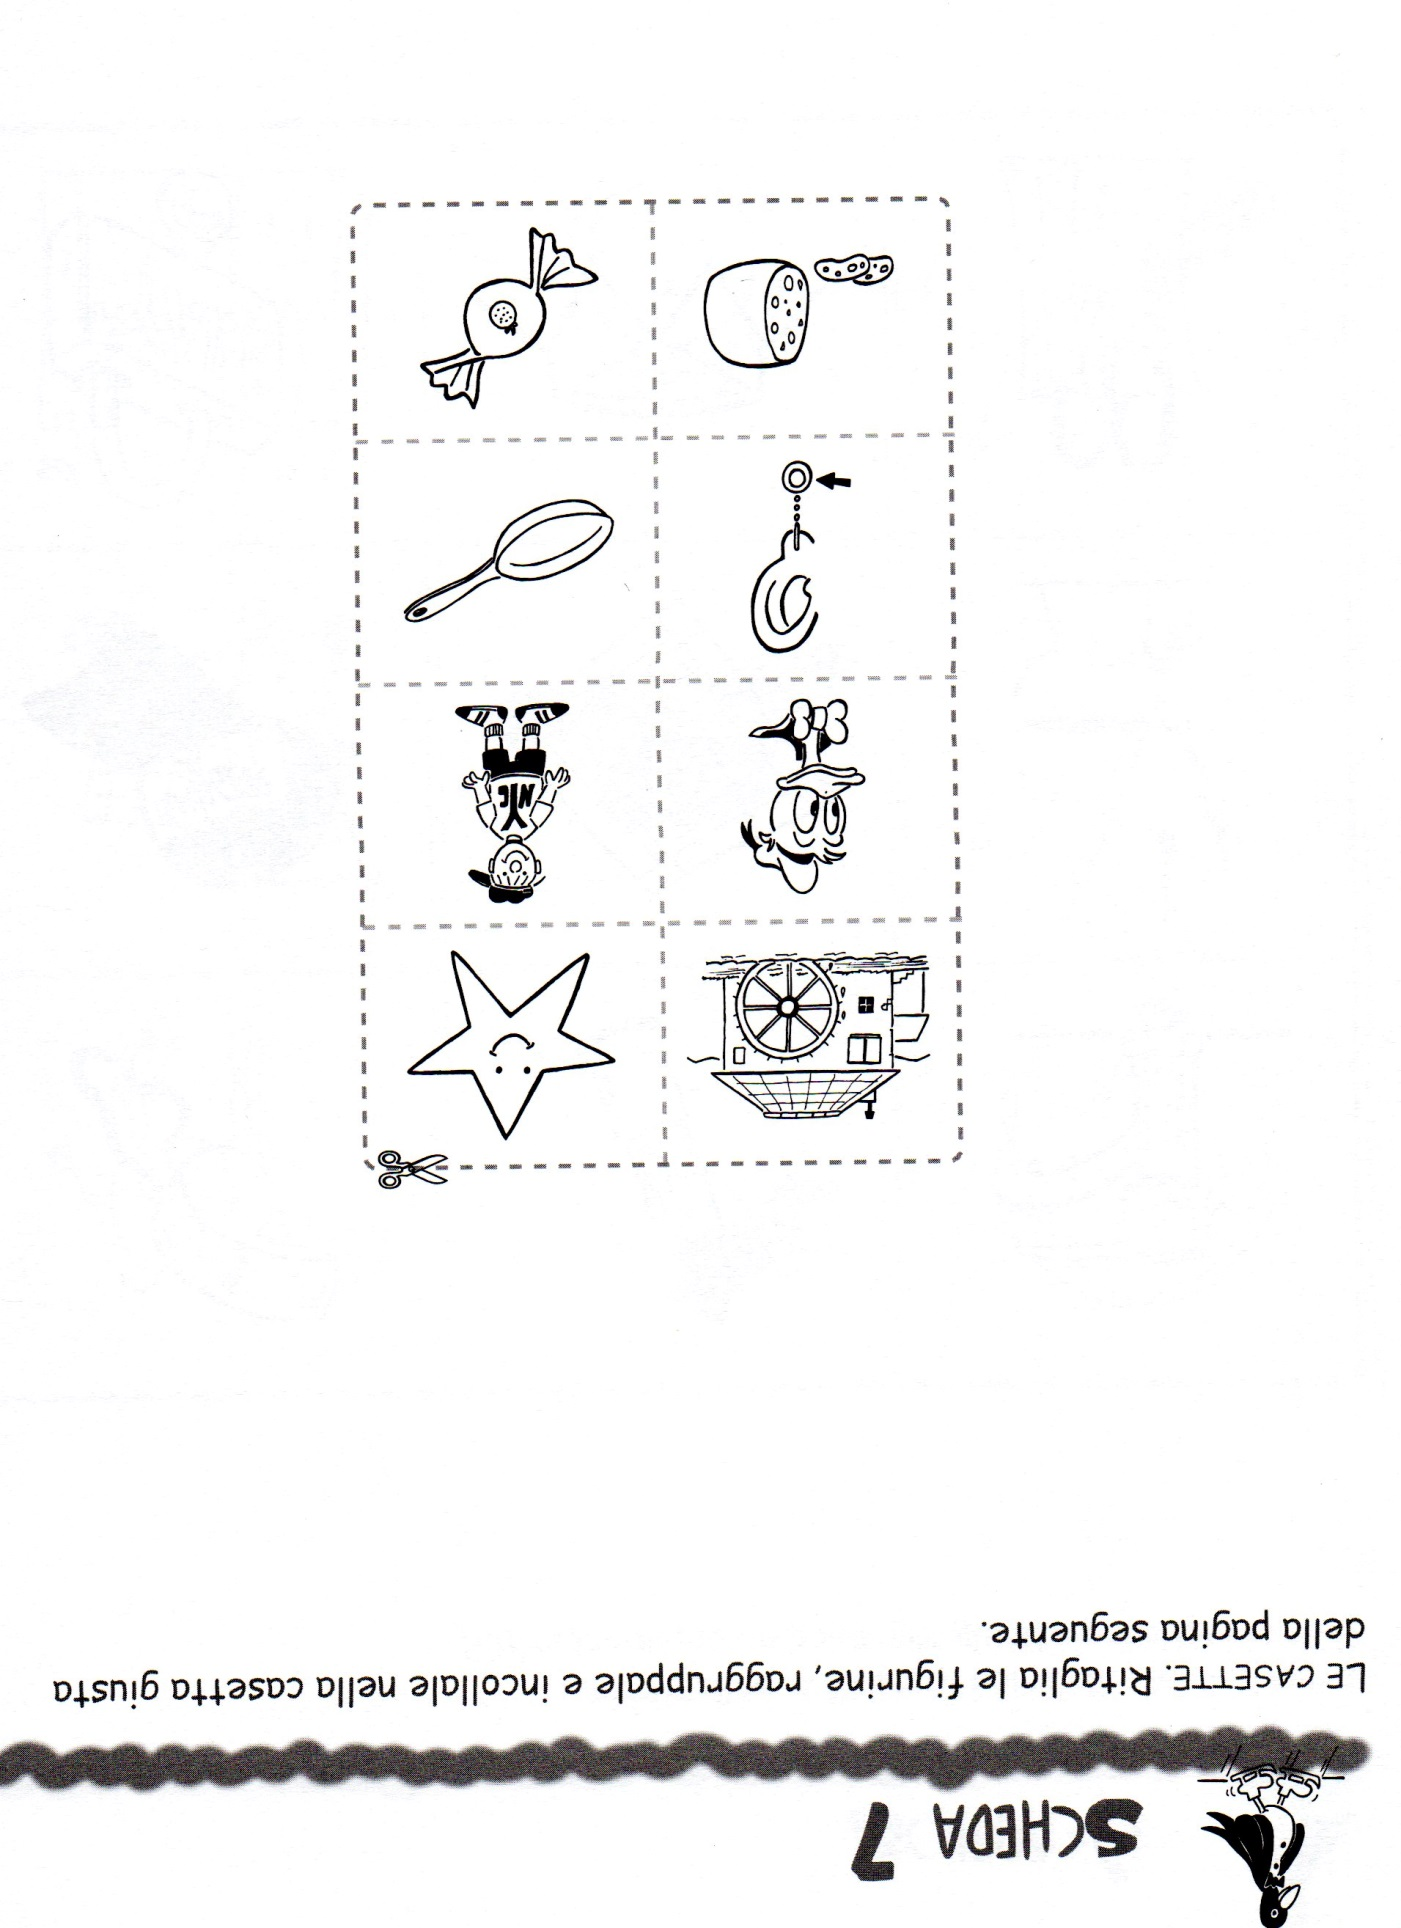 SCHEDA 7
LE CASETTE. Ritaglia le figurine, raggruppale e incollale nella casetta giusta
della pagina seguente.